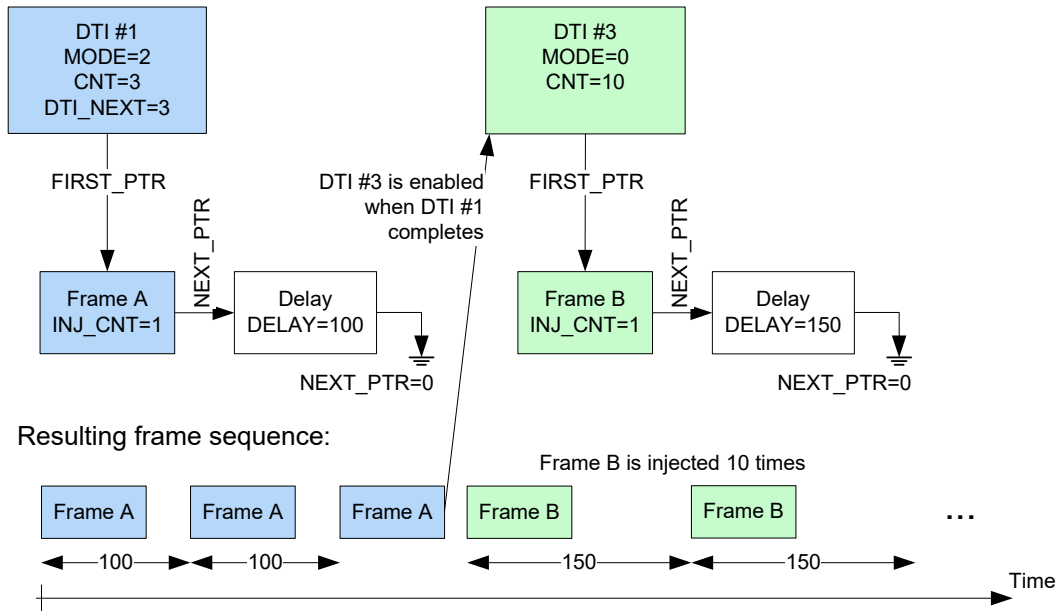 DTI #1
MODE=2
CNT=3
DTI_NEXT=3
DTI #3
MODE=0
CNT=10
FIRST_PTR
DTI #3 is enabled
when DTI #1
completes
FIRST_PTR
NEXT_PTR
NEXT_PTR
Frame A
INJ_CNT=1
Delay
DELAY=100
Frame B
INJ_CNT=1
Delay
DELAY=150
NEXT_PTR=0
NEXT_PTR=0
Resulting frame sequence:
Frame B is injected 10 times
Frame A
Frame A
Frame A
Frame B
Frame B
...
100
100
150
150
Time